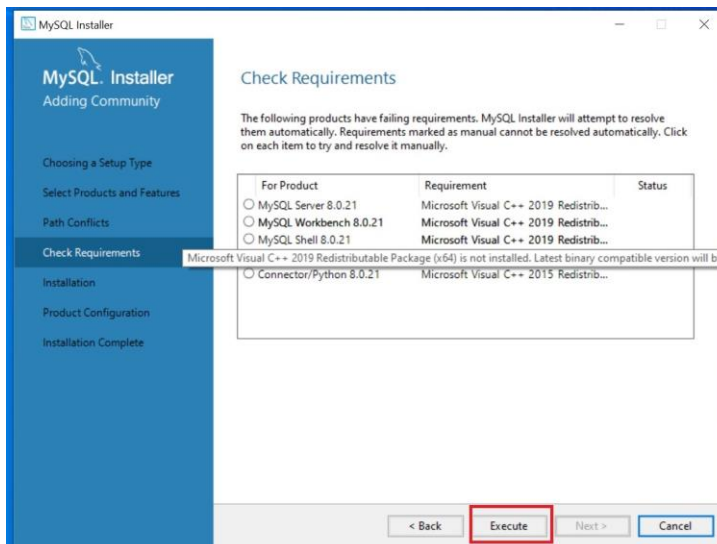 MySQL Installer
MySQL. Installer
Adding Community
Choosing a Setup Type
Select Products and Features
Path Conflicts
Check Requirements
Installation
Product Configuration
Installation Complete
Check Requirements
The following products have failing requirements. MySQL Installer will attempt to resolve
them automatically. Requirements marked as manual cannot be resolved automatically. Click
on each item to try and resolve it manually.
For Product Requirement Status
MySQL Server 8.0.21 Microsoft Visual C++ 2019 Redistrib...
MySQL Workbench 8.0.21 Microsoft Visual C++ 2019 Redistrib...
MySQL Shell 8.0.21 Microsoft Visual C++ 2019 Redistrib...
Microsoft Visual C++ 2019 Redistributable Package (x64) is not installed. Latest binary compatible version will b
Connector/Python 8.0.21 Microsoft Visual C++ 2015 Redistrib...
< Back Execute Next > Cancel